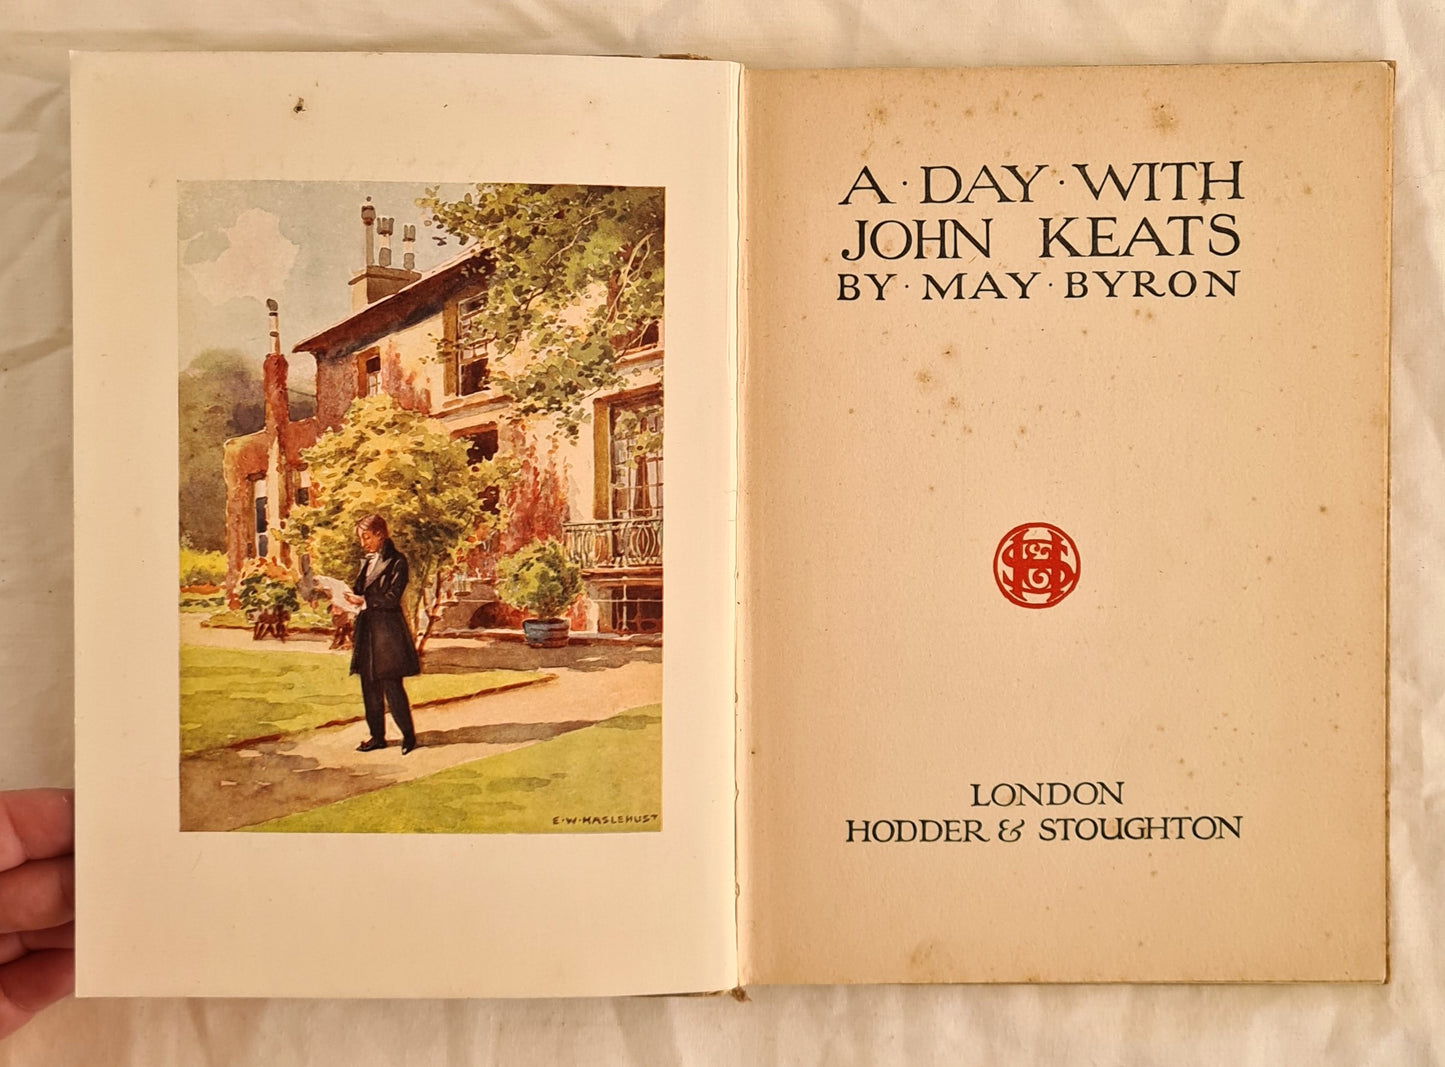 E·W·HASLEHUST
A·DAY·WITH
JOHN KEATS
BY·MAY·BYRON
H&S
LONDON
HODDER & STOUGHTON